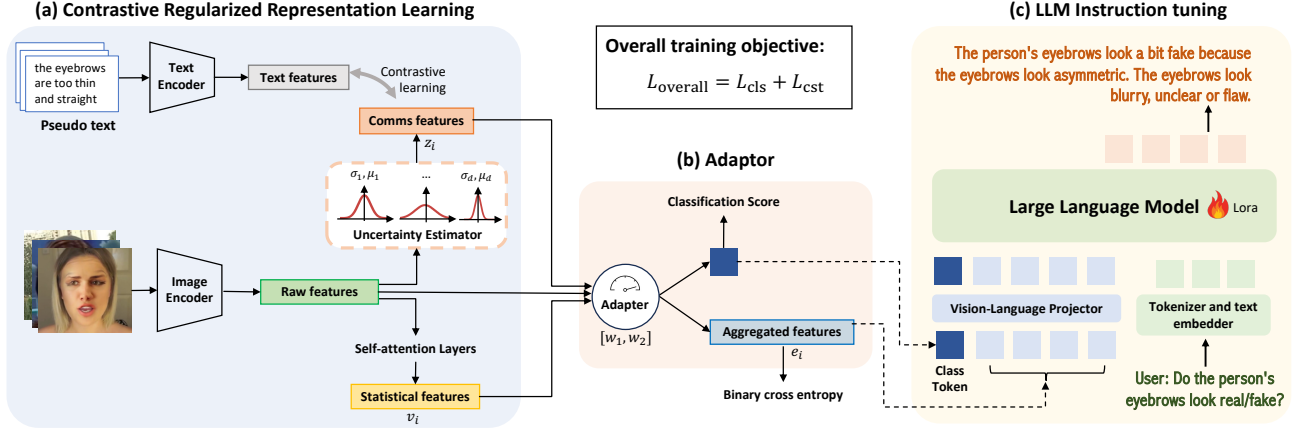 (a) Contrastive Regularized Representation Learning
the eyebrows
are too thin
and straight
Pseudo text
Text
Encoder
Text features
Contrastive
learning
Comms features
z_i
σ_1, μ_1
...
σ_d, μ_d
Uncertainty Estimator
Image
Encoder
Raw features
Self-attention Layers
Statistical features
v_i
Overall training objective:
L_overall = L_cls + L_cst
(b) Adaptor
Classification Score
Adapter
[w_1, w_2]
Aggregated features
e_i
Binary cross entropy
(c) LLM Instruction tuning
The person's eyebrows look a bit fake because
the eyebrows look asymmetric. The eyebrows look
blurry, unclear or flaw.
Large Language Model
Lora
Vision-Language Projector
Tokenizer and text
embedder
Class
Token
User: Do the person's
eyebrows look real/fake?